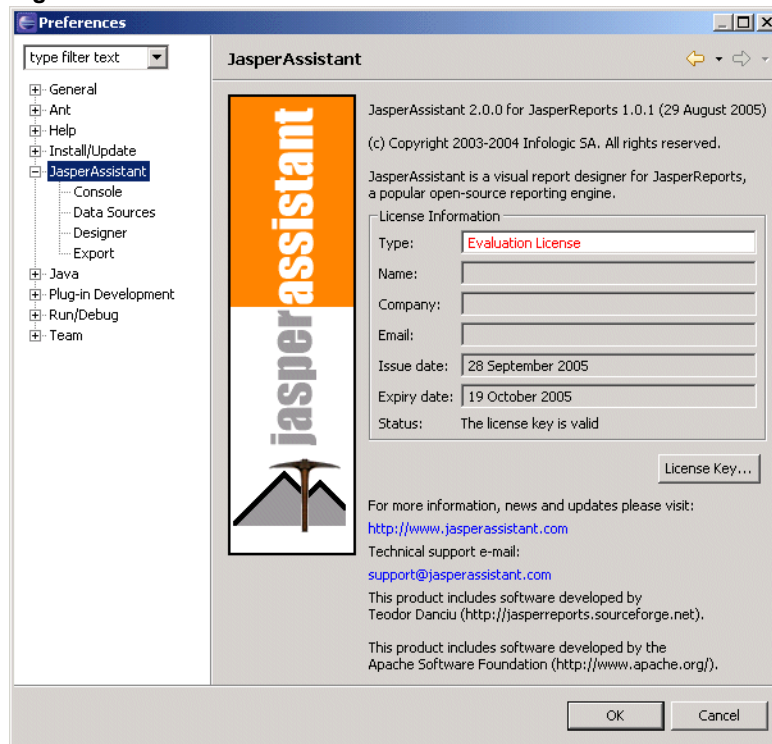 Preferences
type filter text
General
Ant
Help
Install/Update
JasperAssistant
Console
Data Sources
Designer
Export
Java
Plug-in Development
Run/Debug
Team
JasperAssistant
jasperassistant
JasperAssistant 2.0.0 for JasperReports 1.0.1 (29 August 2005)
(c) Copyright 2003-2004 Infologic SA. All rights reserved.
JasperAssistant is a visual report designer for JasperReports,
a popular open-source reporting engine.
License Information
Type: Evaluation License
Name:
Company:
Email:
Issue date: 28 September 2005
Expiry date: 19 October 2005
Status: The license key is valid
License Key...
For more information, news and updates please visit:
http://www.jasperassistant.com
Technical support e-mail:
support@jasperassistant.com
This product includes software developed by
Teodor Danciu (http://jasperreports.sourceforge.net).
This product includes software developed by the
Apache Software Foundation (http://www.apache.org/).
OK
Cancel